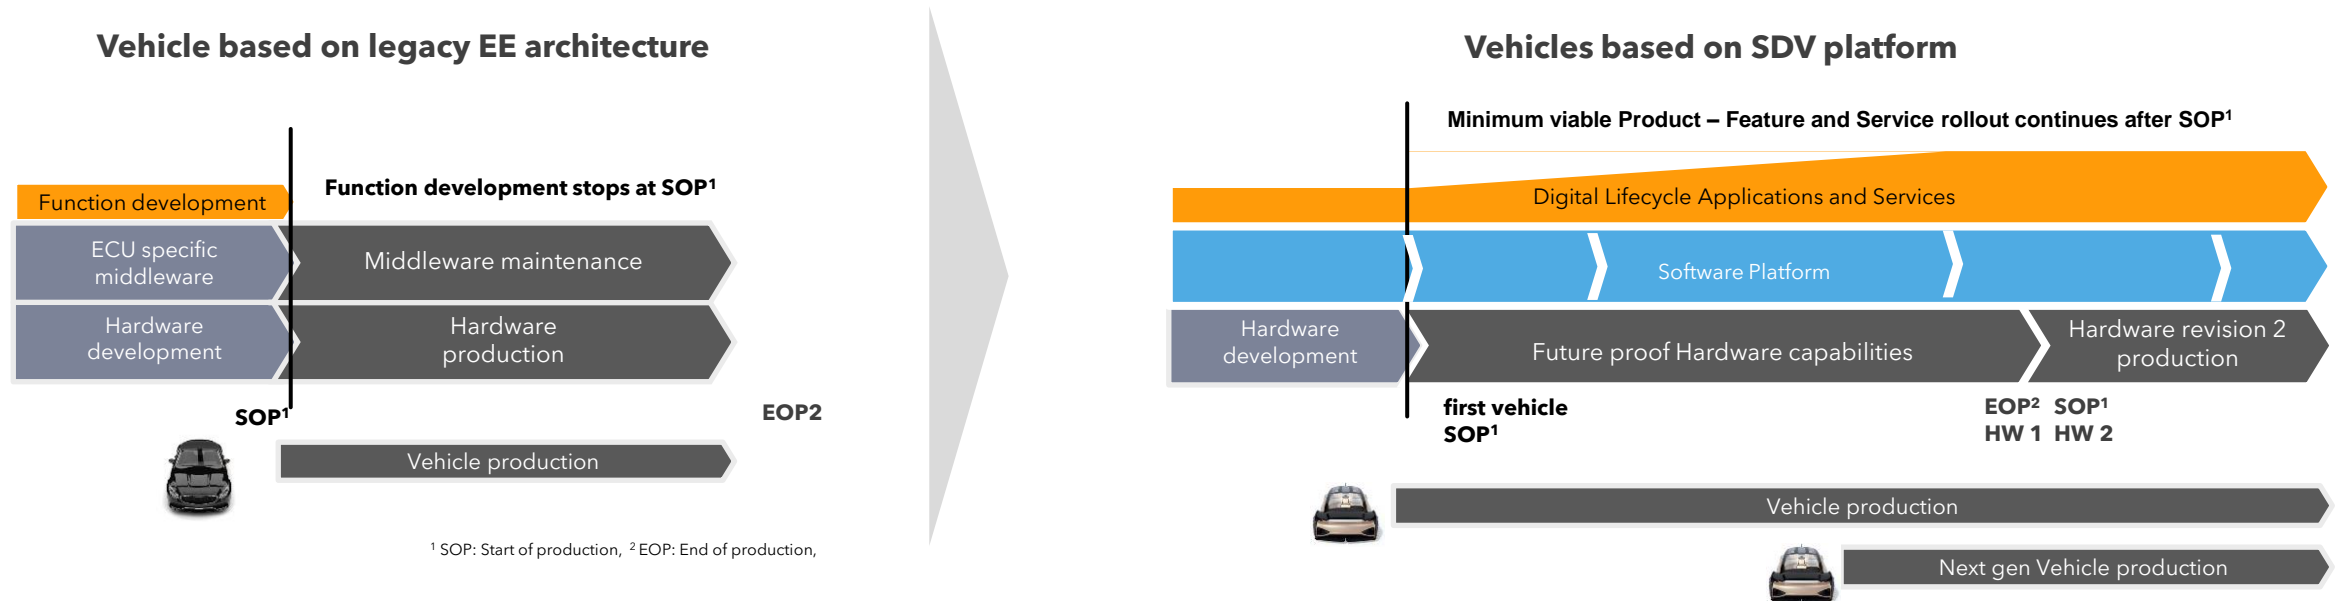 Vehicle based on legacy EE architecture
Function development stops at SOP¹
Function development
ECU specific
middleware
Middleware maintenance
Hardware
development
Hardware
production
SOP¹
EOP2
Vehicle production
¹ SOP: Start of production, ² EOP: End of production,
Vehicles based on SDV platform
Minimum viable Product – Feature and Service rollout continues after SOP¹
Digital Lifecycle Applications and Services
Software Platform
Hardware
development
Future proof Hardware capabilities
Hardware revision 2
production
first vehicle
SOP¹
EOP² SOP¹
HW 1 HW 2
Vehicle production
Next gen Vehicle production